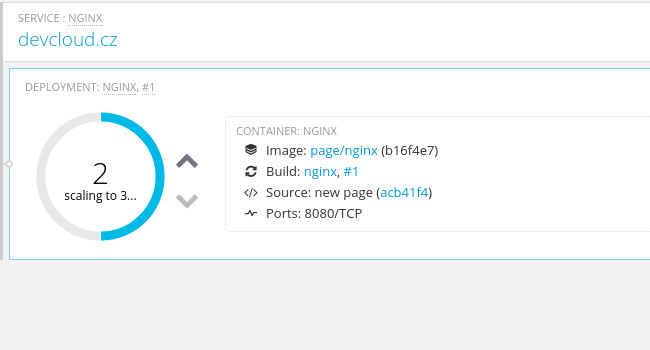 SERVICE : NGINX
devcloud.cz
DEPLOYMENT: NGINX, #1
2
scaling to 3...
CONTAINER: NGINX
Image: page/nginx (b16f4e7)
Build: nginx, #1
Source: new page (acb41f4)
Ports: 8080/TCP